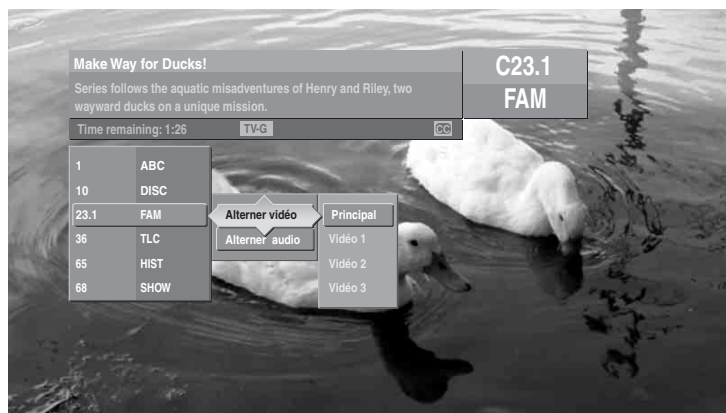 Make Way for Ducks!
Series follows the aquatic misadventures of Henry and Riley, two
wayward ducks on a unique mission.
Time remaining: 1:26 TV-G CC
C23.1
FAM
1 ABC
10 DISC
23.1 FAM
36 TLC
65 HIST
68 SHOW
Alterner vidéo
Alterner audio
Principal
Vidéo 1
Vidéo 2
Vidéo 3